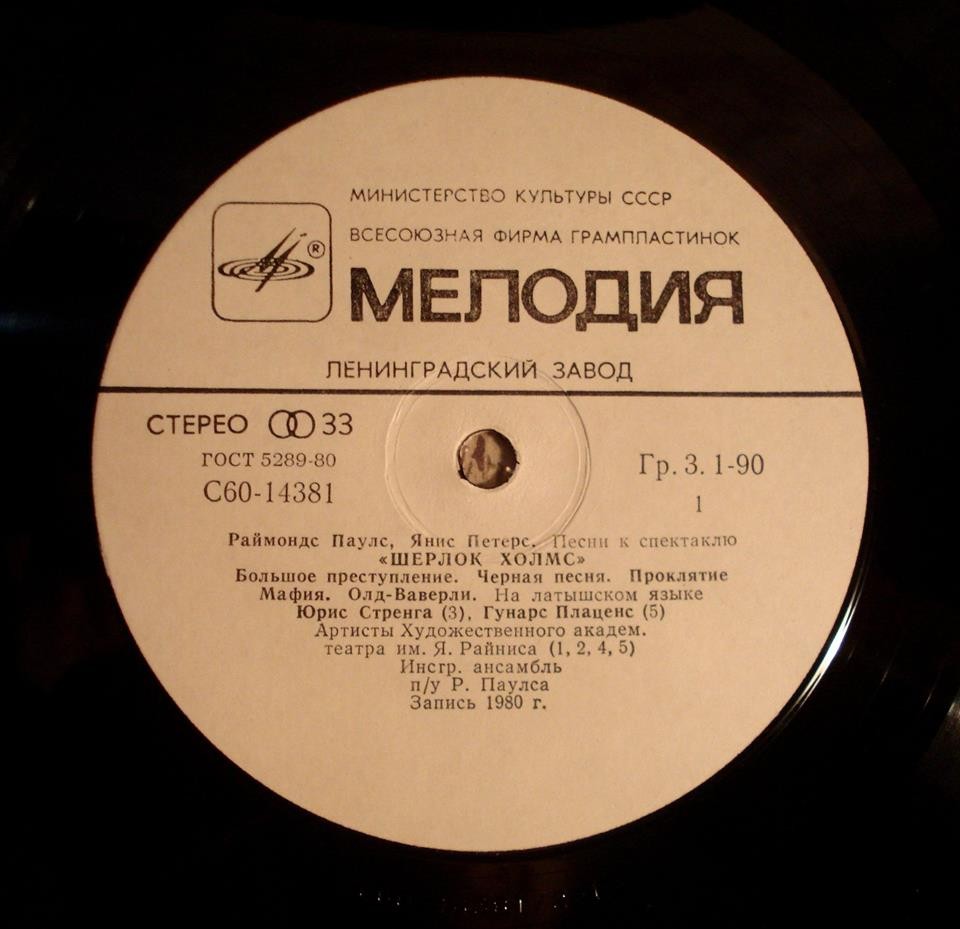 МИНИСТЕРСТВО КУЛЬТУРЫ СССР
ВСЕСОЮЗНАЯ ФИРМА ГРАМПЛАСТИНОК
®
МЕЛОДИЯ
ЛЕНИНГРАДСКИЙ ЗАВОД
СТЕРЕО 33
ГОСТ 5289-80
С60-14381
Гр. 3. 1-90
1
Раймондс Паулс, Янис Петерс. Песни к спектаклю
«ШЕРЛОК ХОЛМС»
Большое преступление. Черная песня. Проклятие
Мафия. Олд-Ваверли. На латышском языке
Юрис Стренга (3), Гунарс Плаценс (5)
Артисты Художественного академ.
театра им. Я. Райниса (1, 2, 4, 5)
Инстр. ансамбль
п/у Р. Паулса
Запись 1980 г.